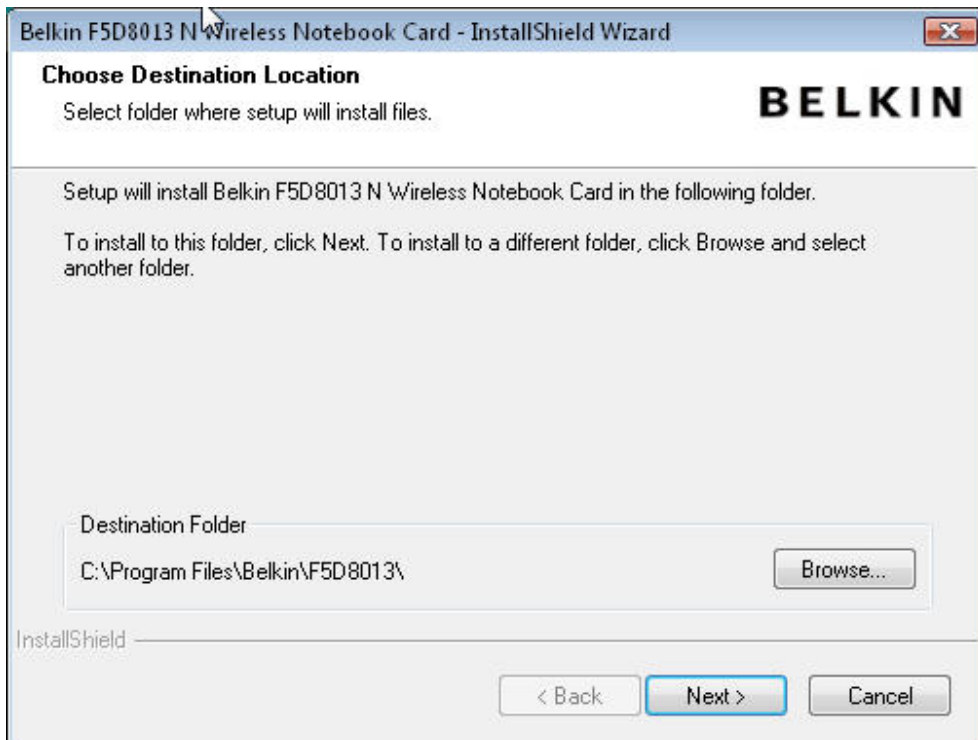 Belkin F5D8013 N Wireless Notebook Card - InstallShield Wizard
Choose Destination Location
Select folder where setup will install files.
BELKIN
Setup will install Belkin F5D8013 N Wireless Notebook Card in the following folder.
To install to this folder, click Next. To install to a different folder, click Browse and select
another folder.
Destination Folder
C:\Program Files\Belkin\F5D8013\
Browse...
InstallShield
< Back
Next >
Cancel